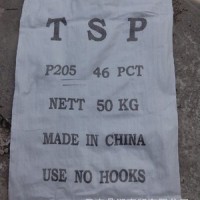 T S P
P205 46 PCT
NETT 50 KG
MADE IN CHINA
USE NO HOOKS